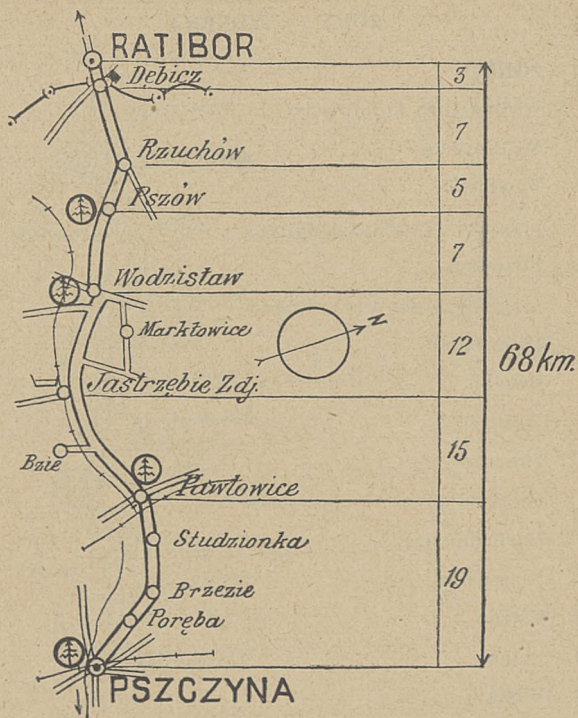 RATIBOR
Dębicz
3
7
Rzuchów
5
Pszów
7
Wodzisław
N
Markłowice
12
68 km.
Jastrzębie Zdj.
15
Bzie
Pawłowice
Studzionka
19
Brzezie
Poręba
PSZCZYNA